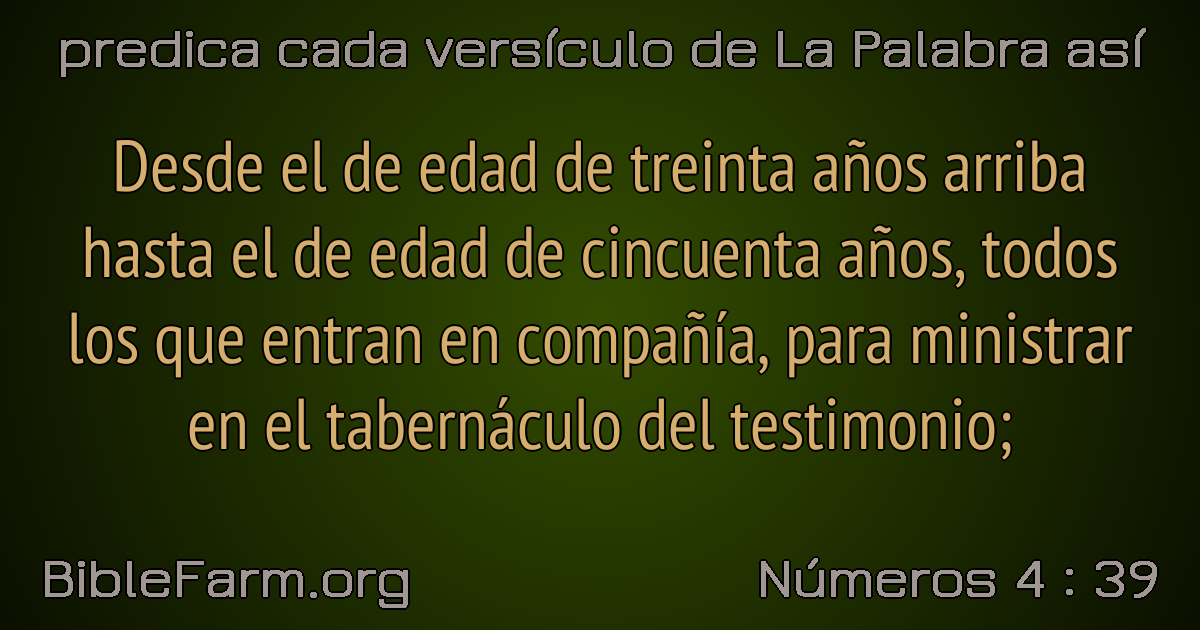 predica cada versículo de La Palabra así
Desde el de edad de treinta años arriba
hasta el de edad de cincuenta años, todos
los que entran en compañía, para ministrar
en el tabernáculo del testimonio;
BibleFarm.org
Números 4 : 39